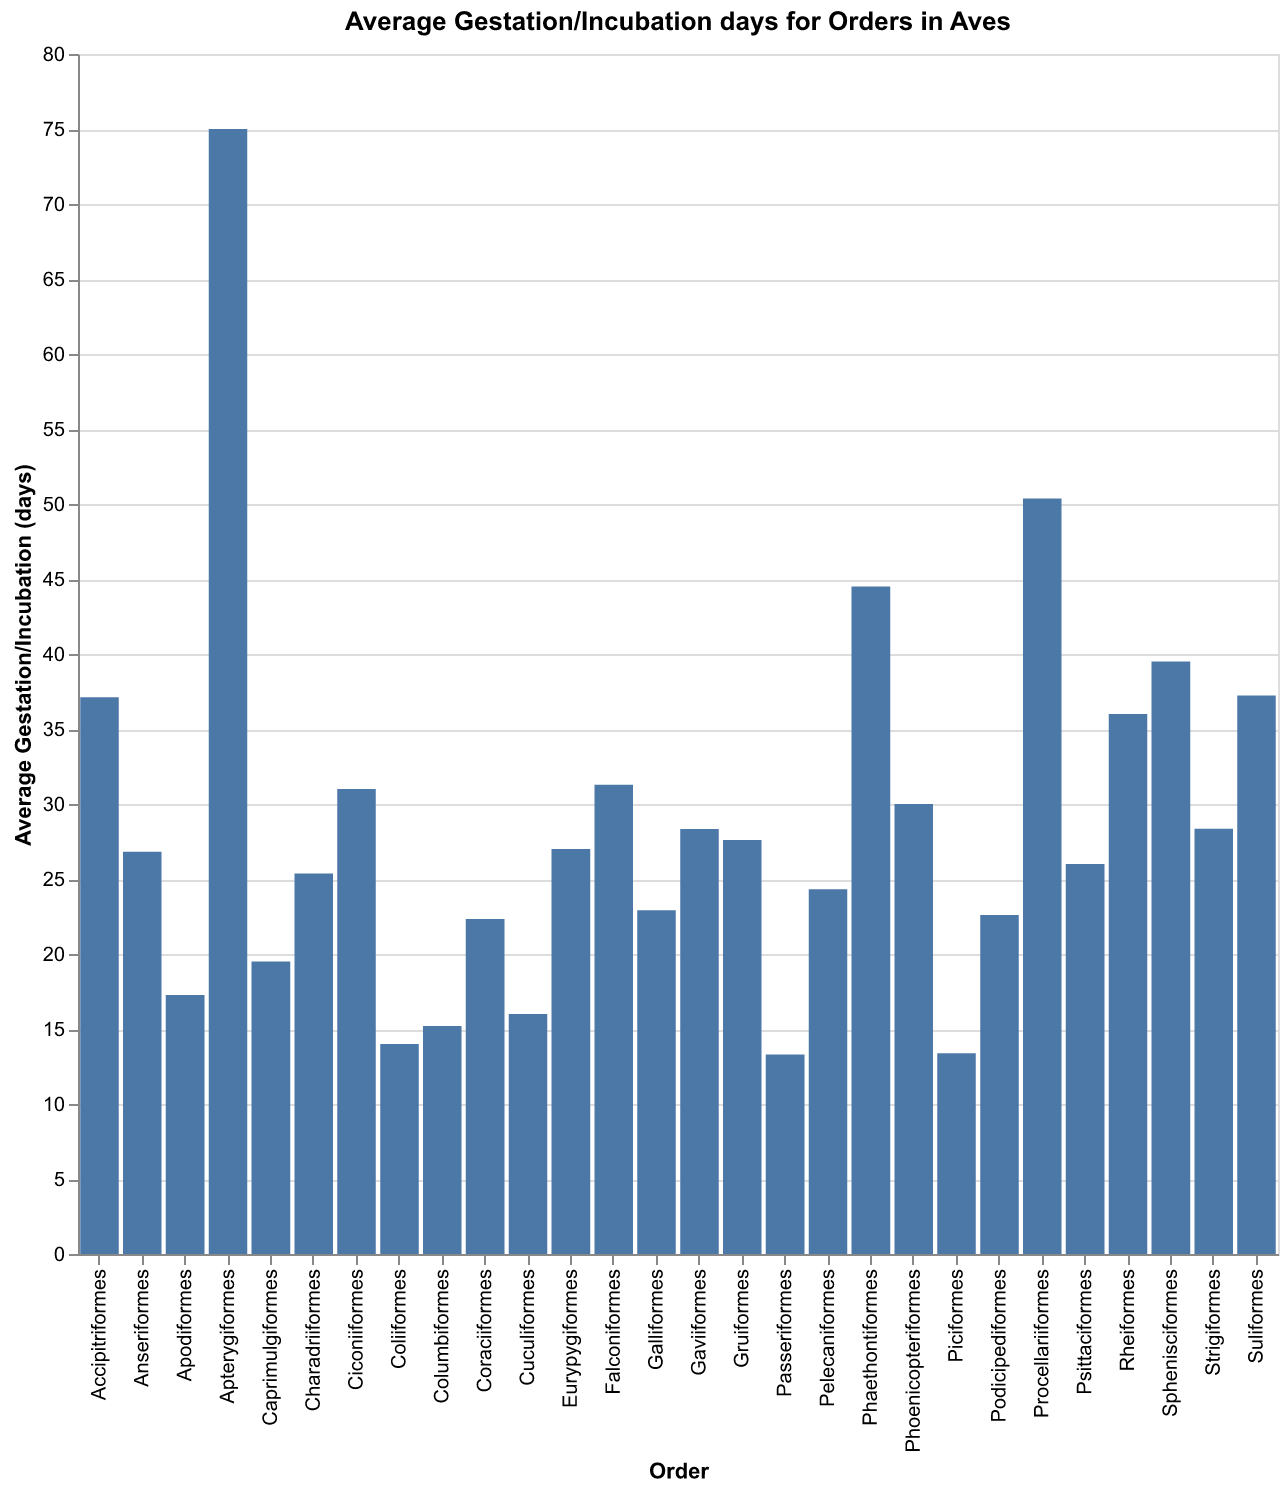 Average Gestation/Incubation days for Orders in Aves
80
75
70
65
60
55
50
45
40
35
30
25
20
15
10
5
0
Average Gestation/Incubation (days)
Accipitriformes
Anseriformes
Apodiformes
Apterygiformes
Caprimulgiformes
Charadriiformes
Ciconiiformes
Coliiformes
Columbiformes
Coraciiformes
Cuculiformes
Eurypygiformes
Falconiformes
Galliformes
Gaviiformes
Gruiformes
Passeriformes
Pelecaniformes
Phaethontiformes
Phoenicopteriformes
Piciformes
Podicipediformes
Procellariiformes
Psittaciformes
Rheiformes
Sphenisciformes
Strigiformes
Suliformes
Order